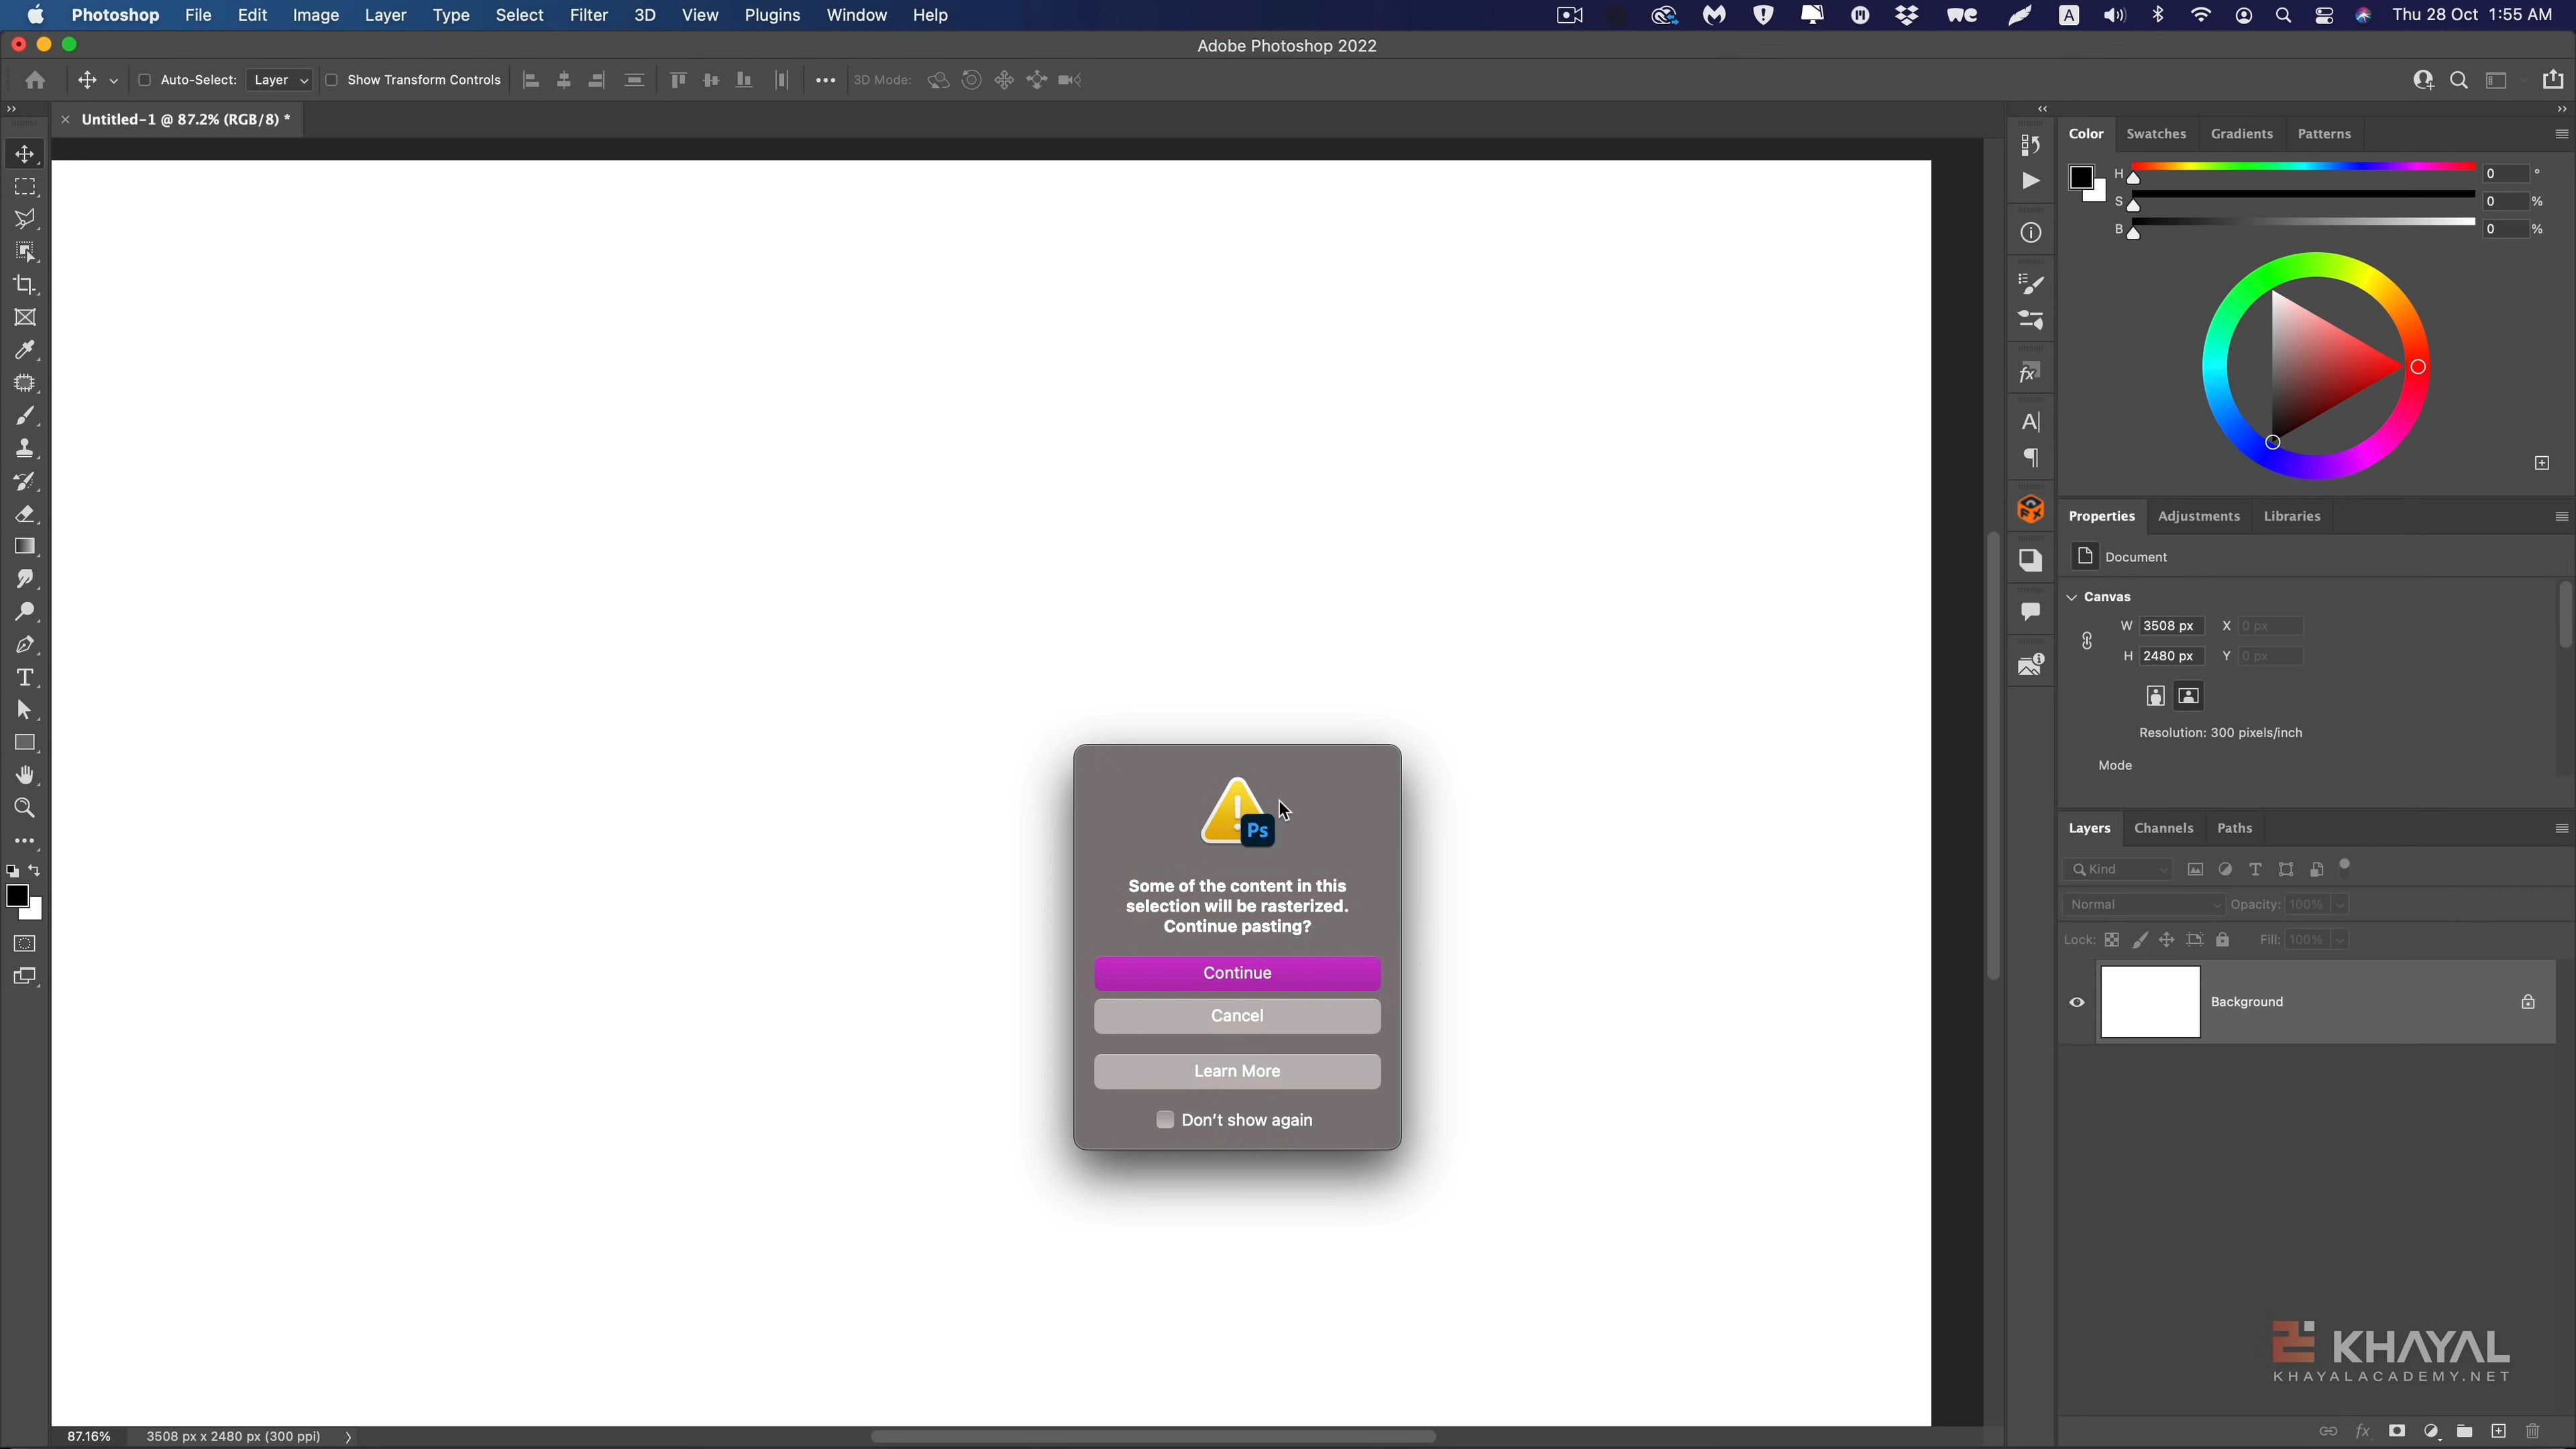 Photoshop File Edit Image Layer Type Select Filter 3D View Plugins Window Help A Thu 28 Oct 1:55 AM
Adobe Photoshop 2022
Auto-Select: Layer Show Transform Controls 3D Mode:
Untitled-1 @ 87.2% (RGB/8) *
Color Swatches Gradients Patterns
H 0 °
S 0 %
B 0 %
Properties Adjustments Libraries
Document
Canvas
W 3508 px X 0 px
H 2480 px Y 0 px
Resolution: 300 pixels/inch
Mode
Layers Channels Paths
Kind
Normal Opacity: 100%
Lock: Fill: 100%
Background
Ps
Some of the content in this
selection will be rasterized.
Continue pasting?
Continue
Cancel
Learn More
Don't show again
KHAYAL
KHAYALACADEMY.NET
87.16% 3508 px x 2480 px (300 ppi)